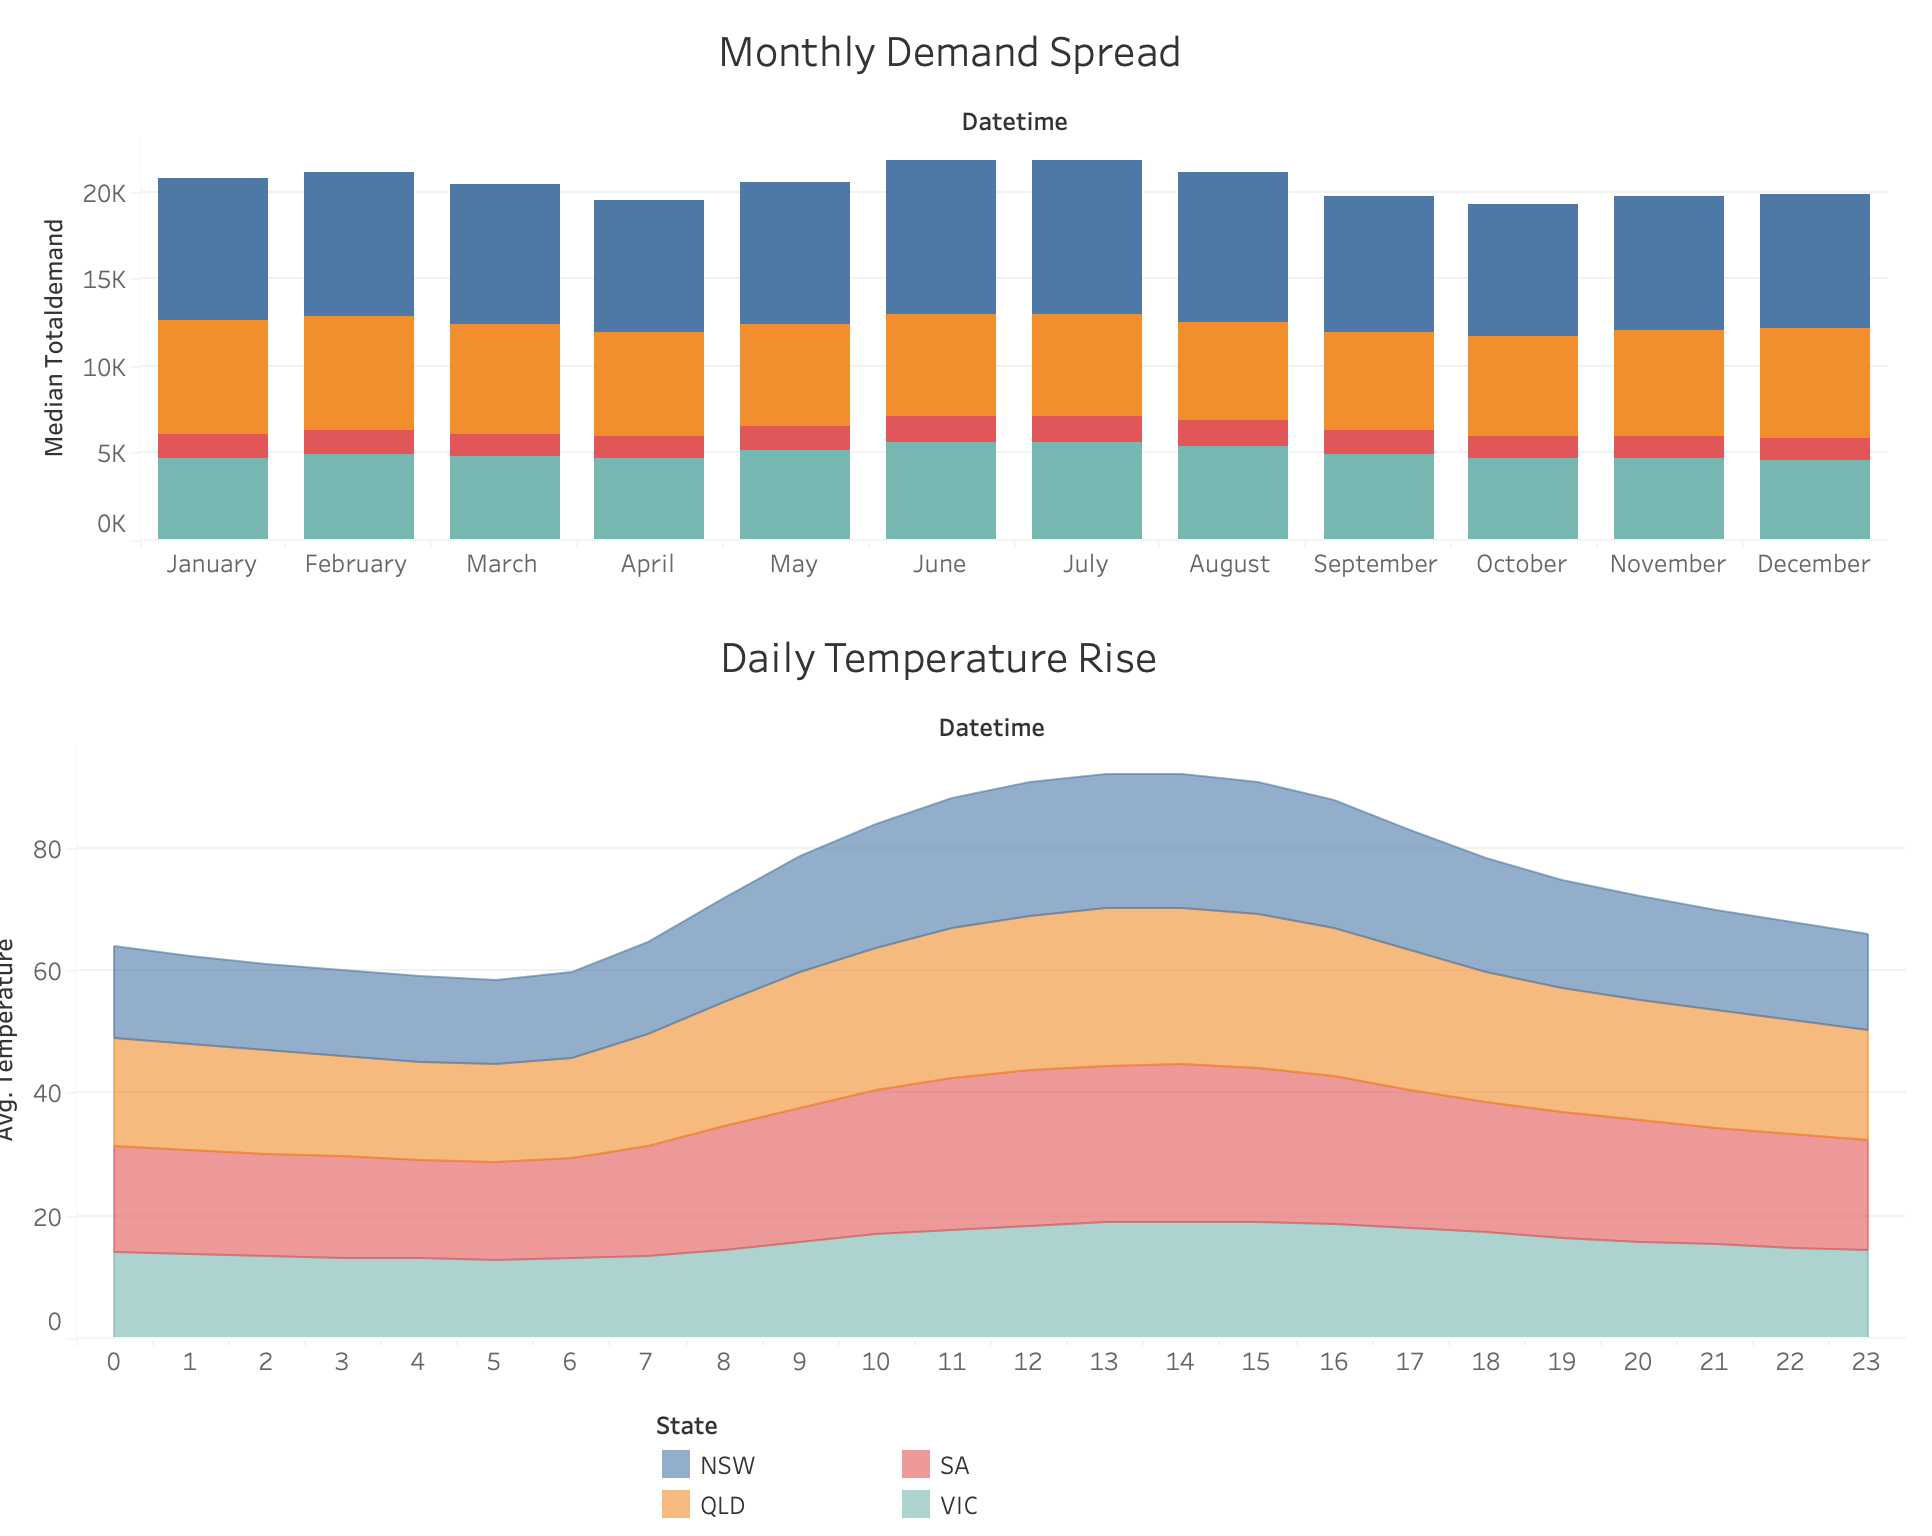 Monthly Demand Spread
Datetime
Median Totaldemand
20K
15K
10K
5K
0K
January February March April May June July August September October November December
Daily Temperature Rise
Datetime
Avg. Temperature
80
60
40
20
0
0 1 2 3 4 5 6 7 8 9 10 11 12 13 14 15 16 17 18 19 20 21 22 23
State
NSW SA
QLD VIC